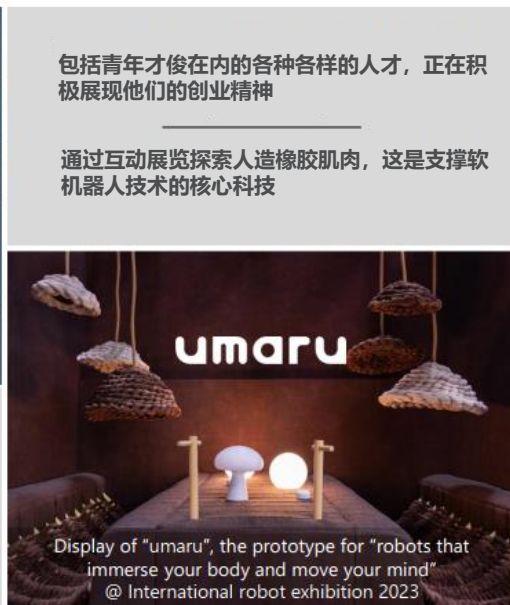 包括青年才俊在内的各种各样的人才，正在积
极展现他们的创业精神
通过互动展览探索人造橡胶肌肉，这是支撑软
机器人技术的核心科技
umaru
Display of “umaru”, the prototype for “robots that
immerse your body and move your mind”
@ International robot exhibition 2023